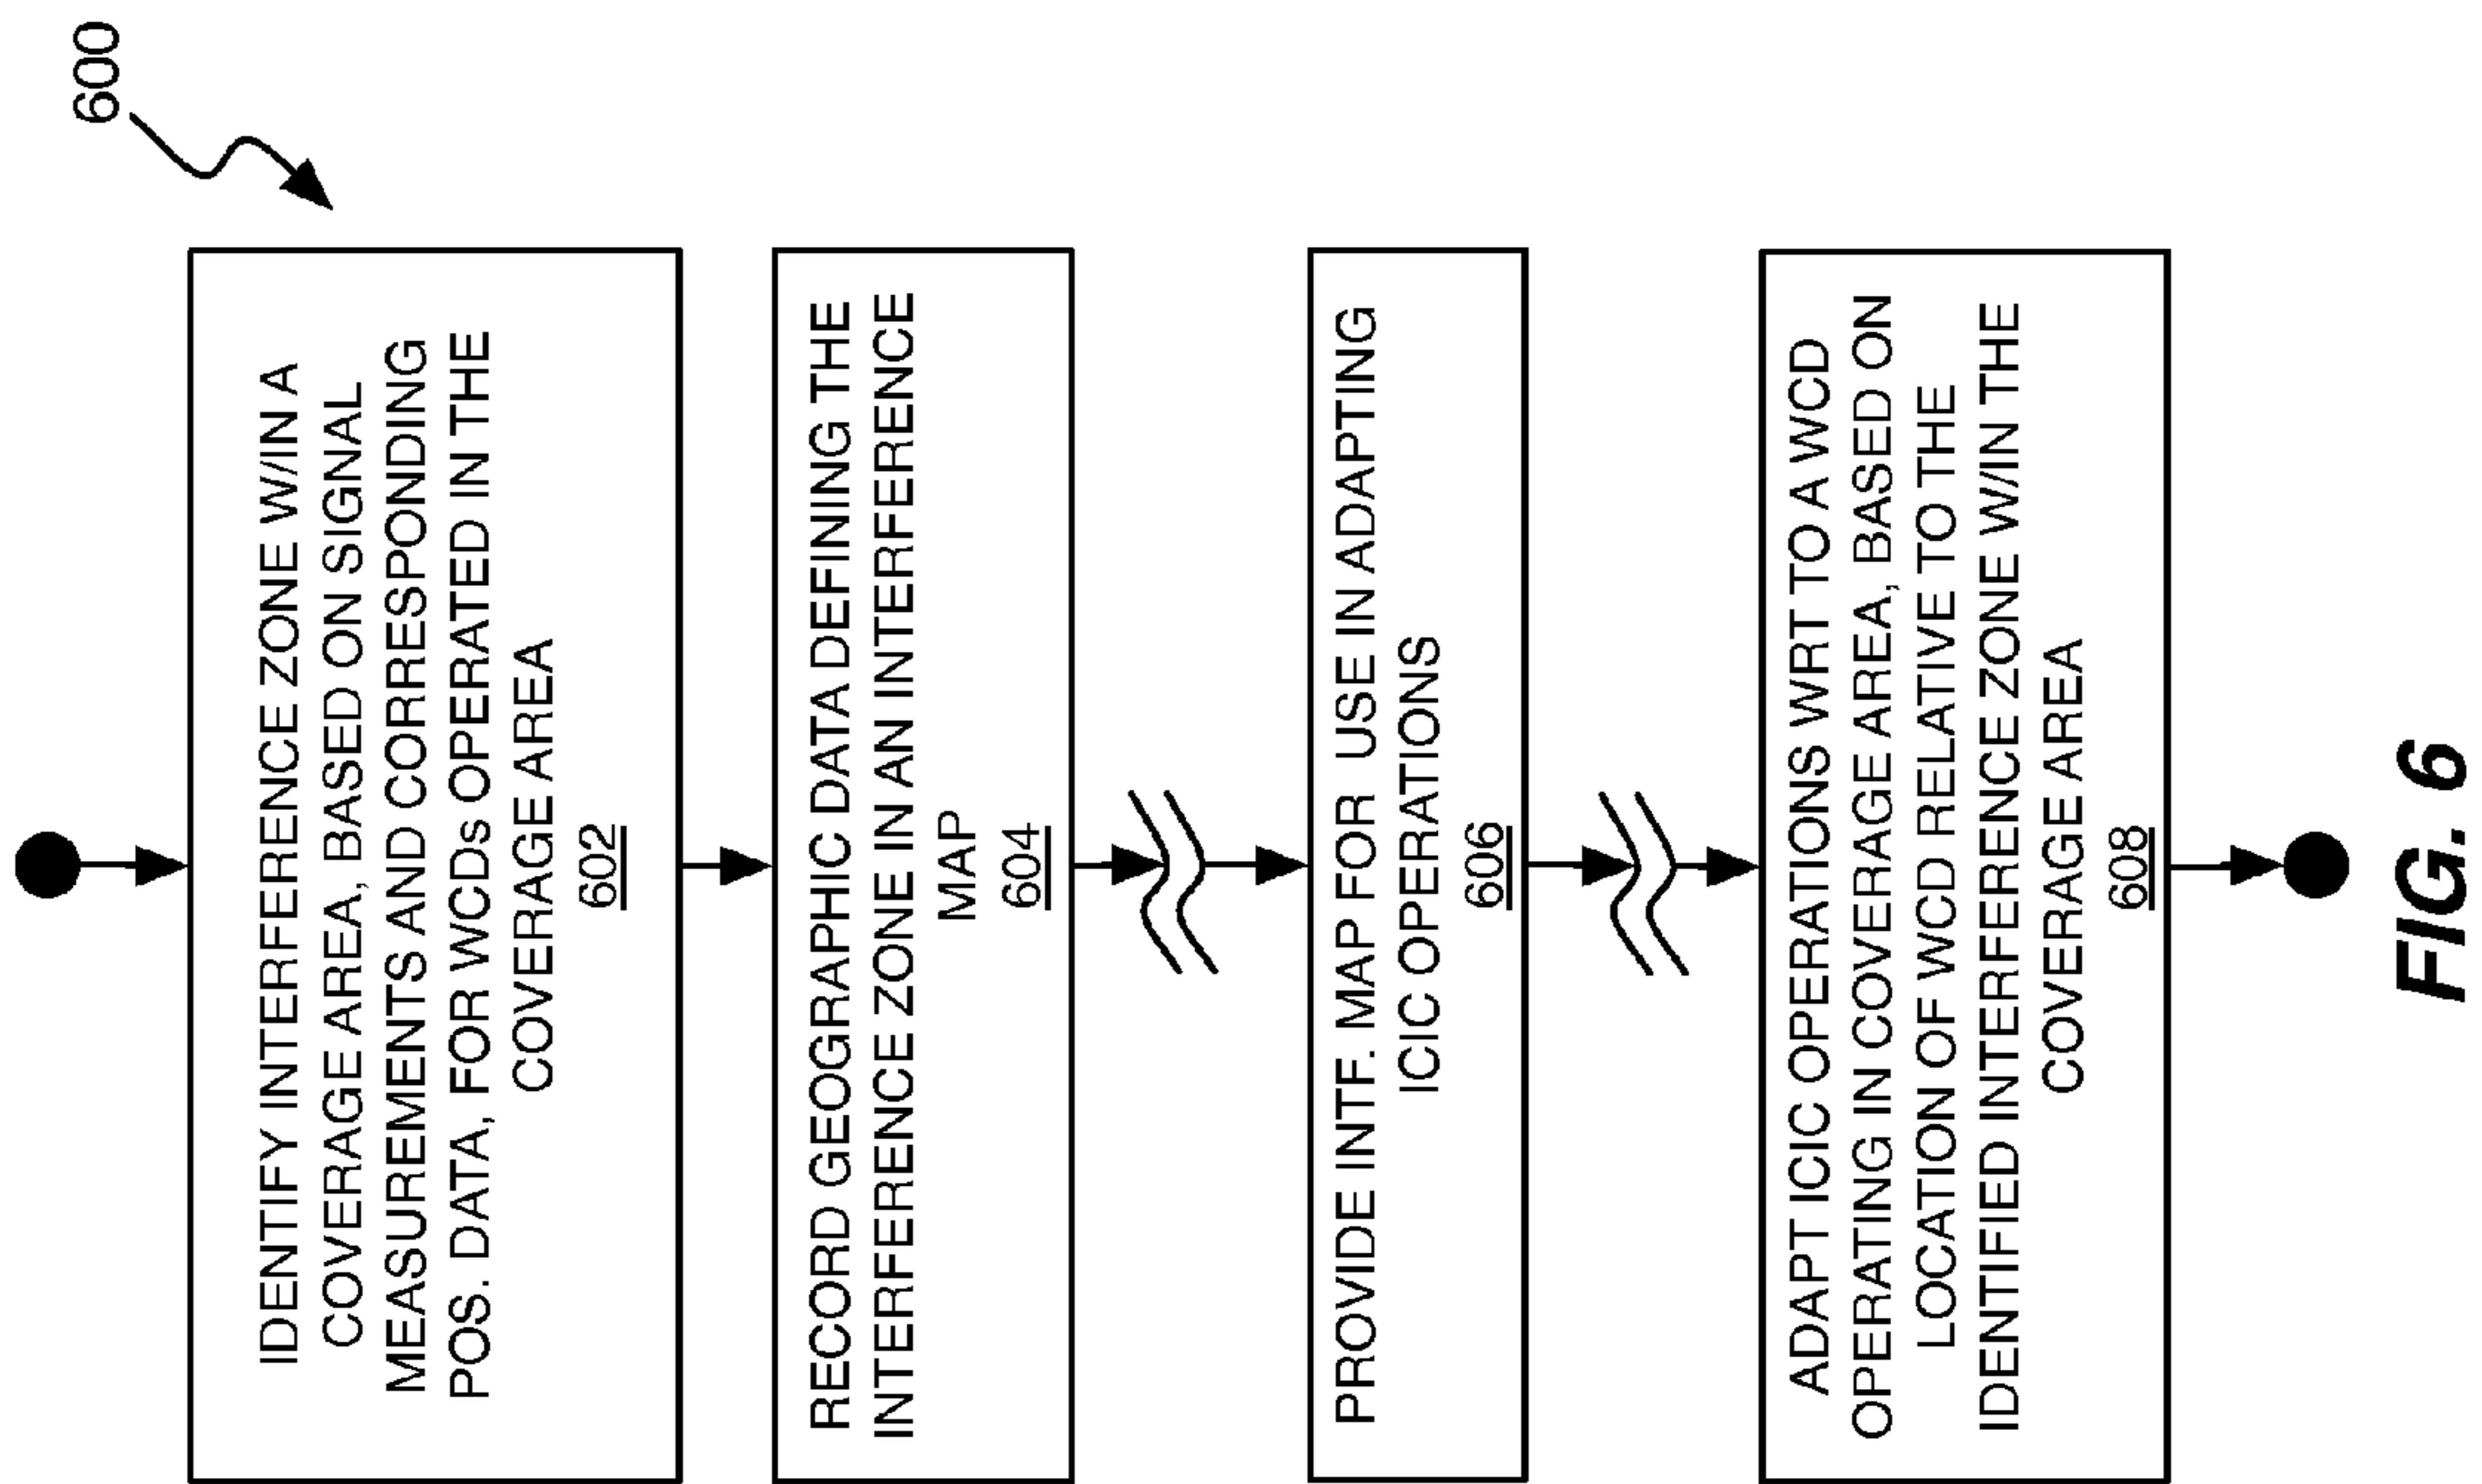 600
IDENTIFY INTERFERENCE ZONE W/IN A
COVERAGE AREA, BASED ON SIGNAL
MEASUREMENTS AND CORRESPONDING
POS. DATA, FOR WCDs OPERATED IN THE
COVERAGE AREA
602
RECORD GEOGRAPHIC DATA DEFINING THE
INTERFERENCE ZONE IN AN INTERFERENCE
MAP
604
PROVIDE INTF. MAP FOR USE IN ADAPTING
ICIC OPERATIONS
606
ADAPT ICIC OPERATIONS WRT TO A WCD
OPERATING IN COVERAGE AREA, BASED ON
LOCATION OF WCD RELATIVE TO THE
IDENTIFIED INTERFERENCE ZONE W/IN THE
COVERAGE AREA
608
FIG. 6